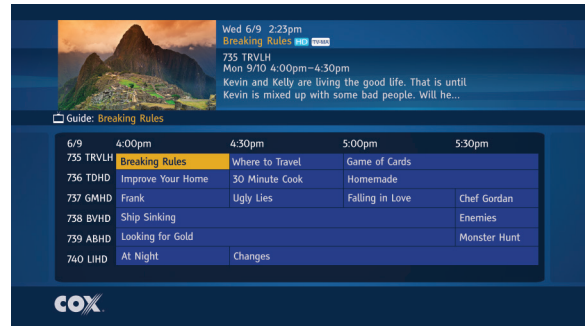 Wed 6/9 2:23pm
Breaking Rules HD TV-MA
735 TRVLH
Mon 9/10 4:00pm–4:30pm
Kevin and Kelly are living the good life. That is until
Kevin is mixed up with some bad people. Will he...
Guide: Breaking Rules
6/9 4:00pm 4:30pm 5:00pm 5:30pm
735 TRVLH Breaking Rules Where to Travel Game of Cards
736 TDHD Improve Your Home 30 Minute Cook Homemade
737 GMHD Frank Ugly Lies Falling in Love Chef Gordan
738 BVHD Ship Sinking Enemies
739 ABHD Looking for Gold Monster Hunt
740 LIHD At Night Changes
COX